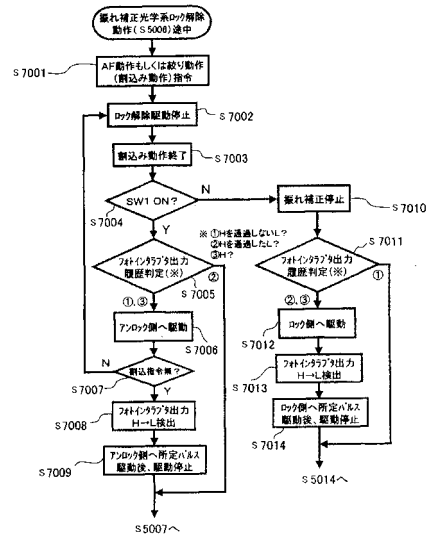 振れ補正光学系ロック解除
動作(S5006)途中
S7001
AF動作もしくは絞り動作
(割込み動作)指令
ロック解除駆動停止
S7002
割込み動作終了
S7003
SW1 ON?
N
S7004
Y
振れ補正停止
S7010
※ ①Hを通過しないL?
②Hを通過したL?
③H?
フォトインタラプタ出力
履歴判定(※)
②
S7005
①,③
フォトインタラプタ出力
履歴判定(※)
①
S7011
②,③
アンロック側へ駆動
S7006
ロック側へ駆動
S7012
N
割込指令無?
S7007
Y
フォトインタラプタ出力
H→L検出
S7013
S7008
フォトインタラプタ出力
H→L検出
ロック側へ所定パルス
駆動後、駆動停止
S7014
S7009
アンロック側へ所定パルス
駆動後、駆動停止
S5014へ
S5007へ